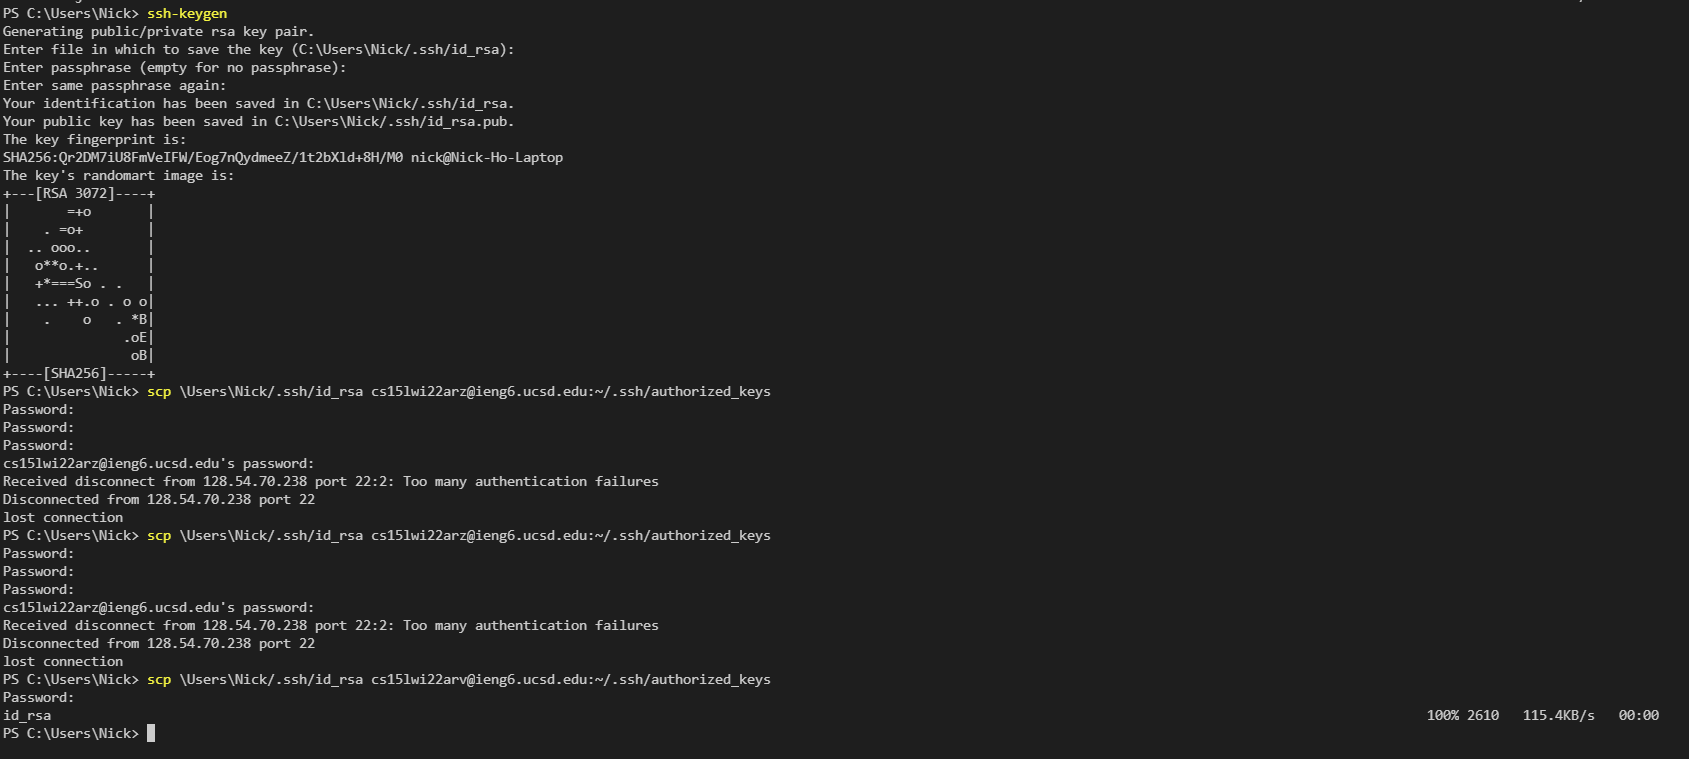 PS C:\Users\Nick> ssh-keygen
Generating public/private rsa key pair.
Enter file in which to save the key (C:\Users\Nick/.ssh/id_rsa):
Enter passphrase (empty for no passphrase):
Enter same passphrase again:
Your identification has been saved in C:\Users\Nick/.ssh/id_rsa.
Your public key has been saved in C:\Users\Nick/.ssh/id_rsa.pub.
The key fingerprint is:
SHA256:Qr2DM7iU8FmVeIFW/Eog7nQydmeeZ/1t2bXld+8H/M0 nick@Nick-Ho-Laptop
The key's randomart image is:
+---[RSA 3072]----+
|       =+o       |
|    . =o+        |
|  .. ooo..       |
|   o**o.+..      |
|   +*===So . .   |
|   ... ++.o . o o|
|    .    o   . *B|
|              .oE|
|               oB|
+----[SHA256]-----+
PS C:\Users\Nick> scp \Users\Nick/.ssh/id_rsa cs15lwi22arz@ieng6.ucsd.edu:~/.ssh/authorized_keys
Password:
Password:
Password:
cs15lwi22arz@ieng6.ucsd.edu's password:
Received disconnect from 128.54.70.238 port 22:2: Too many authentication failures
Disconnected from 128.54.70.238 port 22
lost connection
PS C:\Users\Nick> scp \Users\Nick/.ssh/id_rsa cs15lwi22arz@ieng6.ucsd.edu:~/.ssh/authorized_keys
Password:
Password:
Password:
cs15lwi22arz@ieng6.ucsd.edu's password:
Received disconnect from 128.54.70.238 port 22:2: Too many authentication failures
Disconnected from 128.54.70.238 port 22
lost connection
PS C:\Users\Nick> scp \Users\Nick/.ssh/id_rsa cs15lwi22arv@ieng6.ucsd.edu:~/.ssh/authorized_keys
Password:
id_rsa 100% 2610 115.4KB/s 00:00
PS C:\Users\Nick>